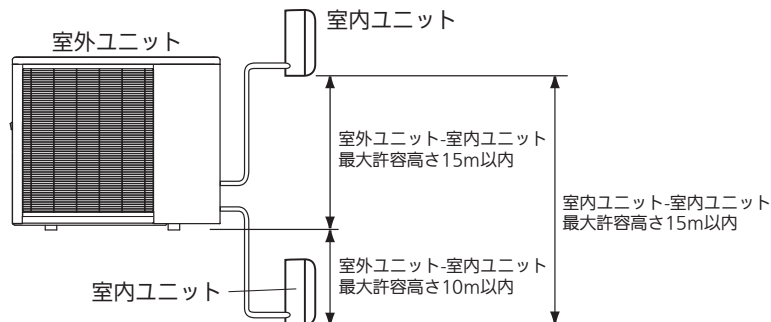 室内ユニット
室外ユニット
室外ユニット-室内ユニット
最大許容高さ15m以内
室内ユニット-室内ユニット
最大許容高さ15m以内
室外ユニット-室内ユニット
最大許容高さ10m以内
室内ユニット